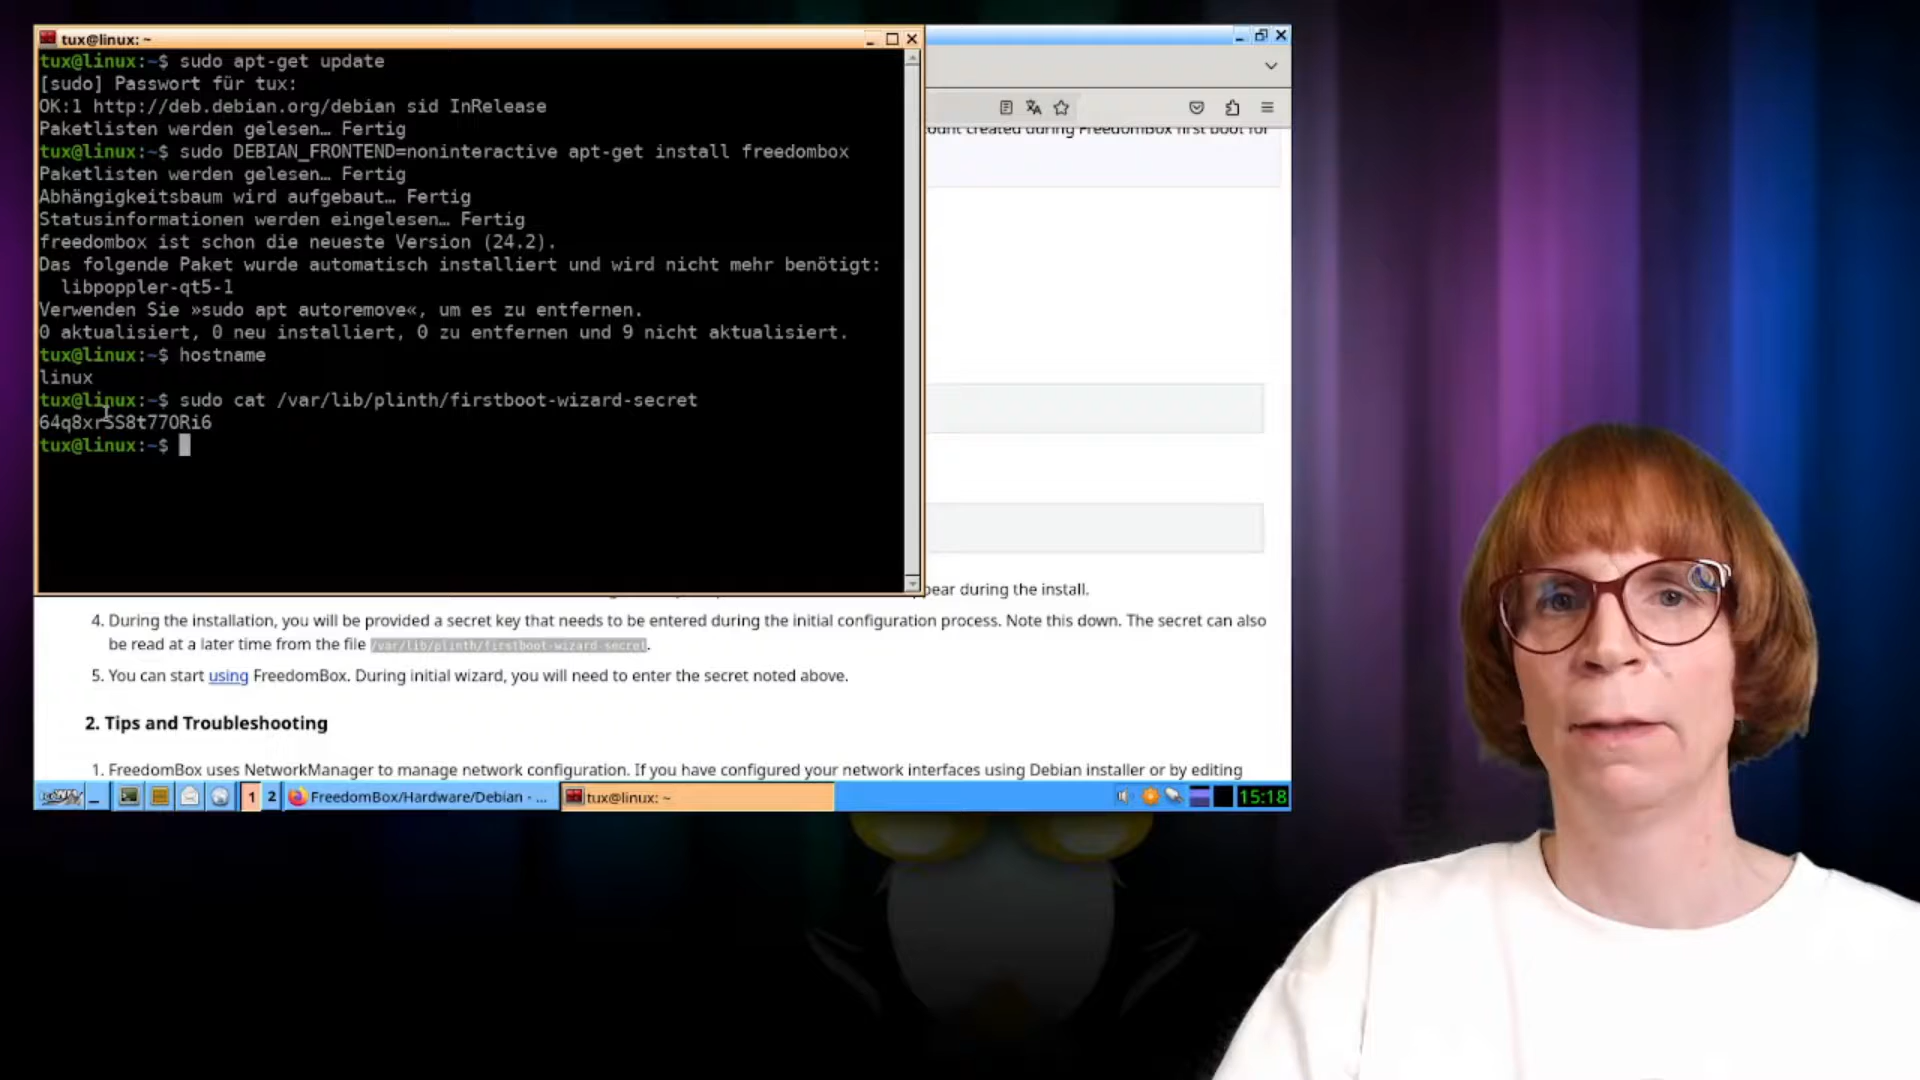 tux@linux: ~
tux@linux:~$ sudo apt-get update
[sudo] Passwort für tux:
OK:1 http://deb.debian.org/debian sid InRelease
Paketlisten werden gelesen… Fertig
tux@linux:~$ sudo DEBIAN_FRONTEND=noninteractive apt-get install freedombox
Paketlisten werden gelesen… Fertig
Abhängigkeitsbaum wird aufgebaut… Fertig
Statusinformationen werden eingelesen… Fertig
freedombox ist schon die neueste Version (24.2).
Das folgende Paket wurde automatisch installiert und wird nicht mehr benötigt:
libpoppler-qt5-1
Verwenden Sie »sudo apt autoremove«, um es zu entfernen.
0 aktualisiert, 0 neu installiert, 0 zu entfernen und 9 nicht aktualisiert.
tux@linux:~$ hostname
linux
tux@linux:~$ sudo cat /var/lib/plinth/firstboot-wizard-secret
64q8xrSS8t77ORi6
tux@linux:~$
created during FreedomBox first boot for
during the install.
4. During the installation, you will be provided a secret key that needs to be entered during the initial configuration process. Note this down. The secret can also
be read at a later time from the file /var/lib/plinth/firstboot-wizard-secret.
5. You can start using FreedomBox. During initial wizard, you will need to enter the secret noted above.
2. Tips and Troubleshooting
1. FreedomBox uses NetworkManager to manage network configuration. If you have configured your network interfaces using Debian installer or by editing
1 2 FreedomBox/Hardware/Debian - ... tux@linux: ~ 15:18